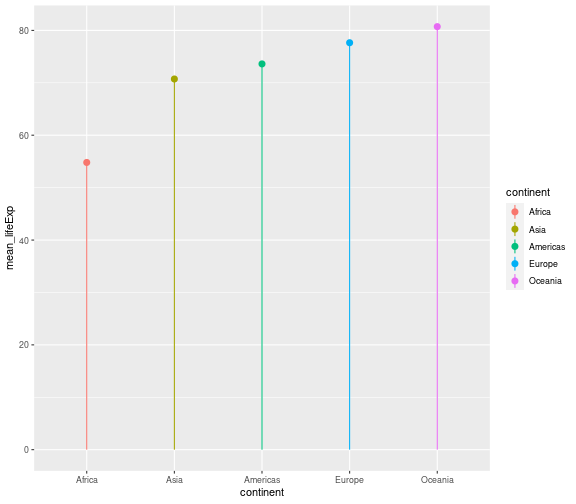 80
60
40
20
0
mean_lifeExp
Africa Asia Americas Europe Oceania
continent
continent
Africa
Asia
Americas
Europe
Oceania